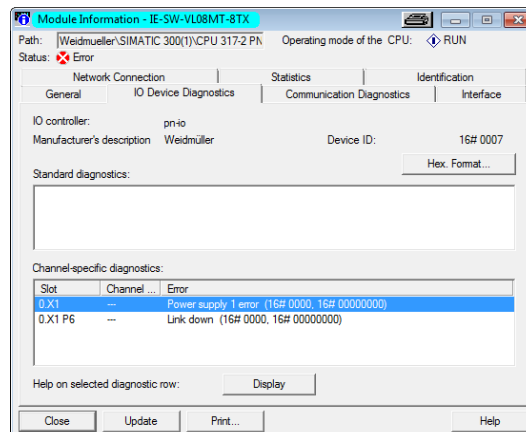 Module Information - IE-SW-VL08MT-8TX
Path: Weidmueller\SIMATIC 300(1)\CPU 317-2 PN Operating mode of the CPU: RUN
Status: Error
Network Connection Statistics Identification
General IO Device Diagnostics Communication Diagnostics Interface
IO controller: pn-io
Manufacturer's description Weidmüller Device ID: 16# 0007
Hex. Format...
Standard diagnostics:
Channel-specific diagnostics:
Slot Channel ... Error
0.X1 --- Power supply 1 error (16# 0000, 16# 00000000)
0.X1 P6 --- Link down (16# 0000, 16# 00000000)
Help on selected diagnostic row: Display
Close Update Print... Help